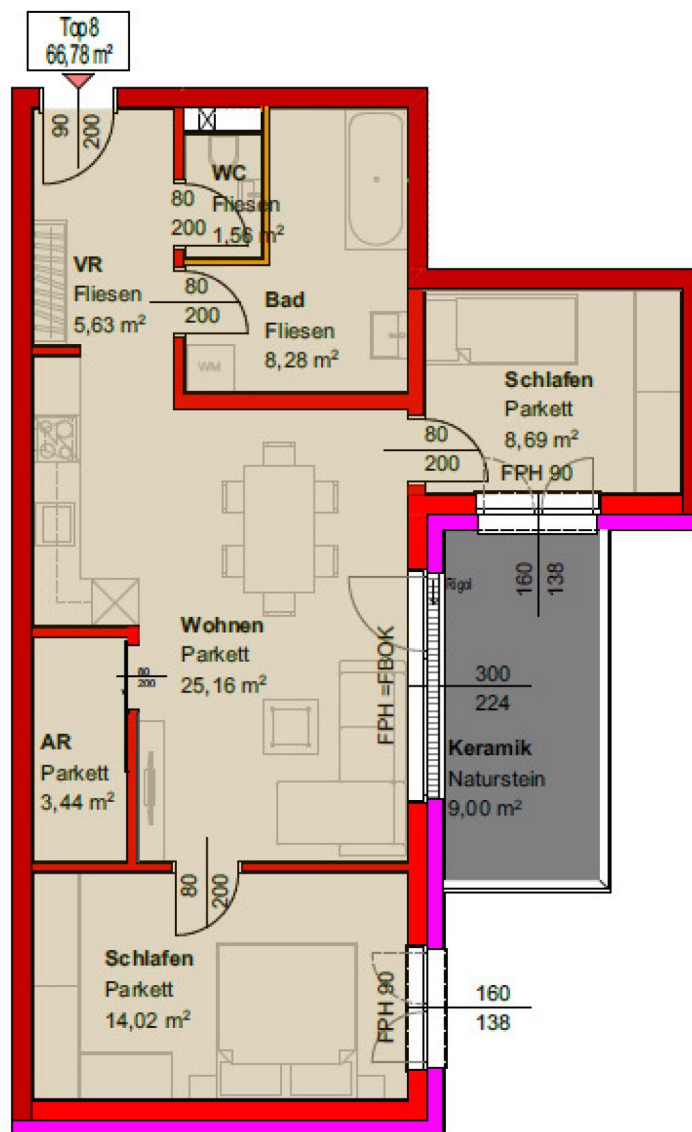 Top8
66,78 m²
90
200
80
200
WC
Fliesen
1,56 m²
VR
Fliesen
5,63 m²
80
200
Bad
Fliesen
8,28 m²
WM
Schlafen
Parkett
8,69 m²
80
200
FPH 90
160
138
Rigol
Wohnen
Parkett
25,16 m²
FPH =FBOK
300
224
80
200
AR
Parkett
3,44 m²
Keramik
Naturstein
9,00 m²
80
200
Schlafen
Parkett
14,02 m²
FPH 90
160
138